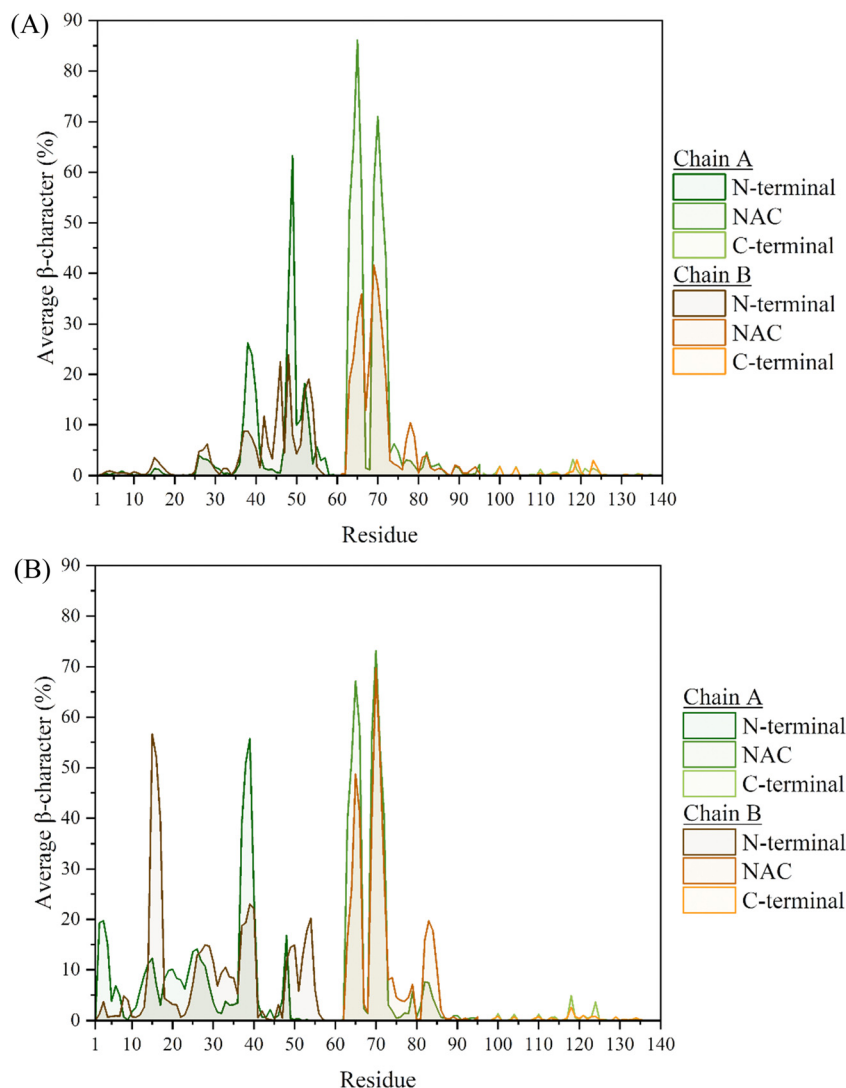 (A)
90
80
70
60
50
40
30
20
10
0
Average β-character (%)
1 10 20 30 40 50 60 70 80 90 100 110 120 130 140
Residue
Chain A
N-terminal
NAC
C-terminal
Chain B
N-terminal
NAC
C-terminal
(B)
90
80
70
60
50
40
30
20
10
0
Average β-character (%)
1 10 20 30 40 50 60 70 80 90 100 110 120 130 140
Residue
Chain A
N-terminal
NAC
C-terminal
Chain B
N-terminal
NAC
C-terminal